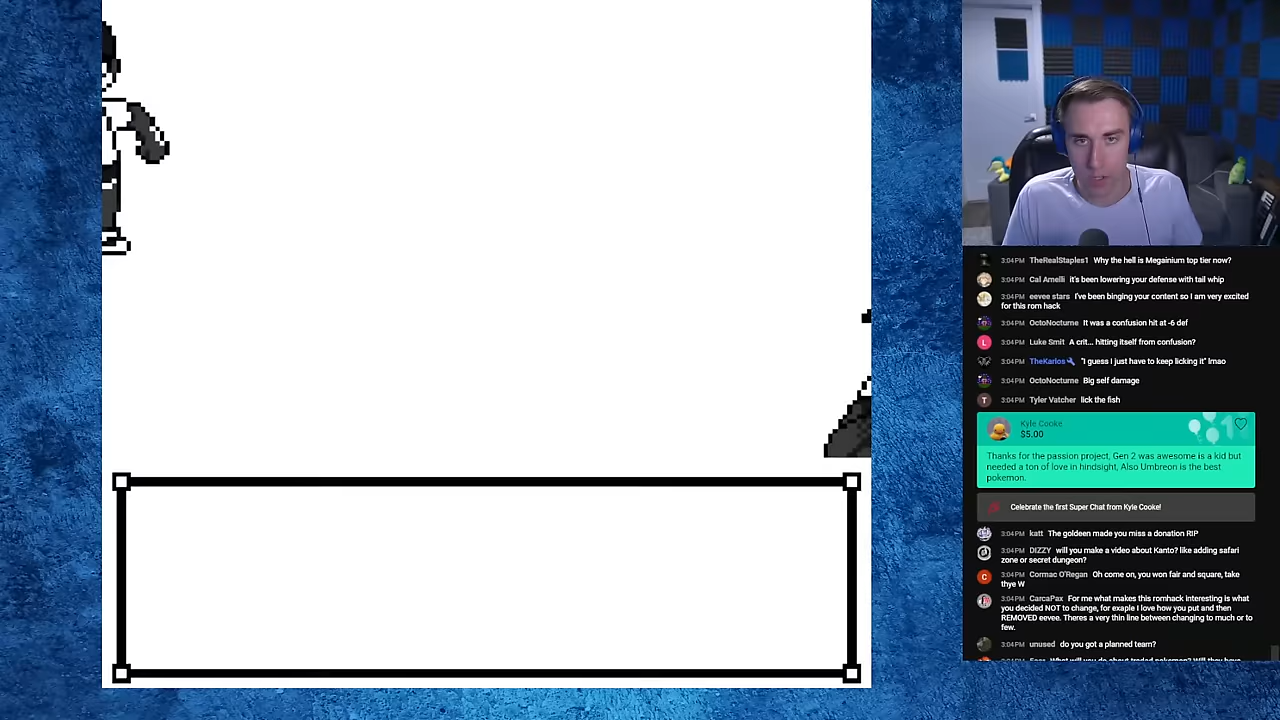 3:04PM TheRealStaples1 Why the hell is Megainium top tier now?
3:04PM Cal Amelli it's been lowering your defense with tail whip
3:04PM eevee stars I've been binging your content so I am very excited
for this rom hack
3:04PM OctoNocturne It was a confusion hit at -6 def
3:04PM Luke Smit A crit... hitting itself from confusion?
3:04PM TheKarlos "I guess I just have to keep licking it" lmao
3:04PM OctoNocturne Big self damage
3:04PM Tyler Vatcher lick the fish
Kyle Cooke
$5.00
Thanks for the passion project, Gen 2 was awesome is a kid but
needed a ton of love in hindsight, Also Umbreon is the best
pokemon.
Celebrate the first Super Chat from Kyle Cooke!
3:04PM katt The goldeen made you miss a donation RIP
3:04PM DIZZY will you make a video about Kanto? like adding safari
zone or secret dungeon?
3:04PM Cormac O'Regan Oh come on, you won fair and square, take
thye W
3:04PM CarcaPax For me what makes this romhack interesting is what
you decided NOT to change, for exaple I love how you put and then
REMOVED eevee. Theres a very thin line between changing to much or to
few.
3:04PM unused do you got a planned team?